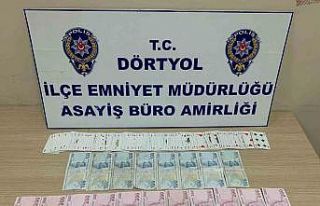 T.C.
DÖRTYOL
İLÇE EMNİYET MÜDÜRLÜĞÜ
ASAYİŞ BÜRO AMİRLİĞİ